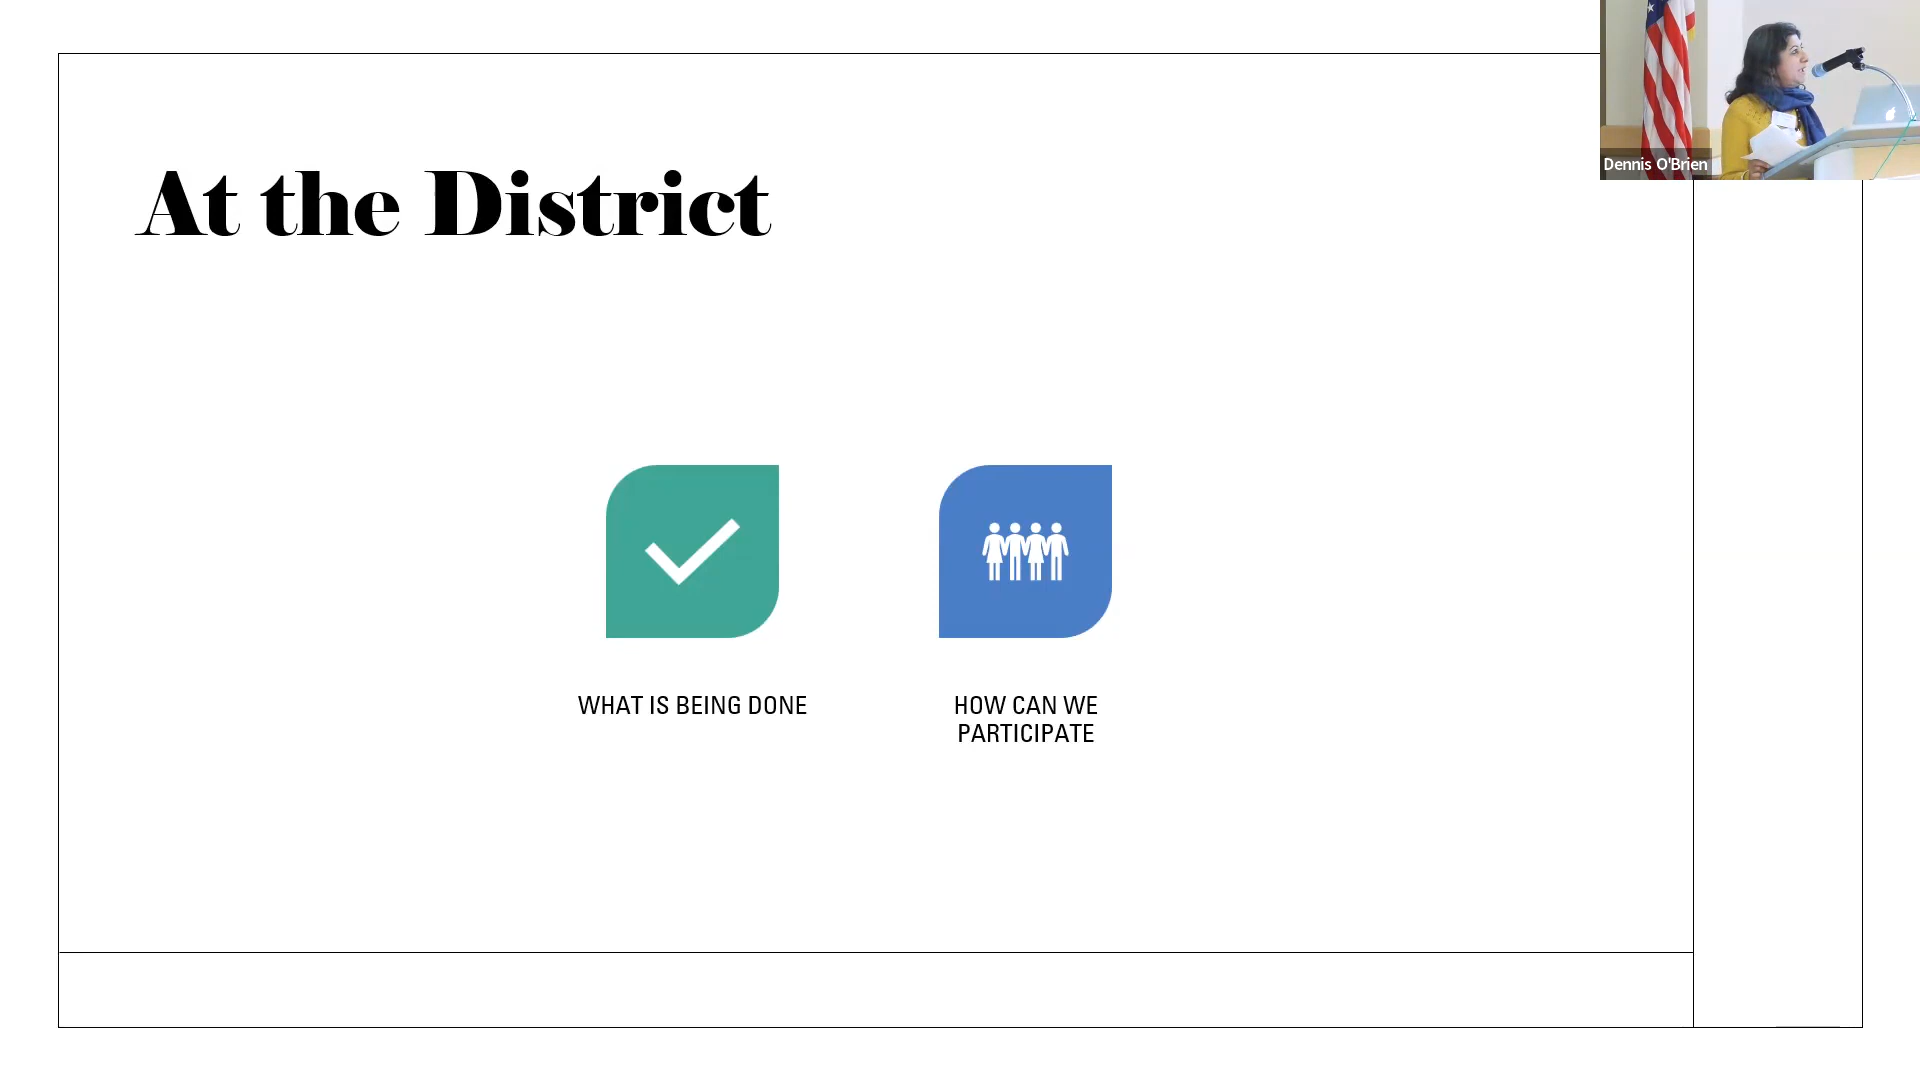 Dennis O'Brien
At the District
WHAT IS BEING DONE
HOW CAN WE
PARTICIPATE